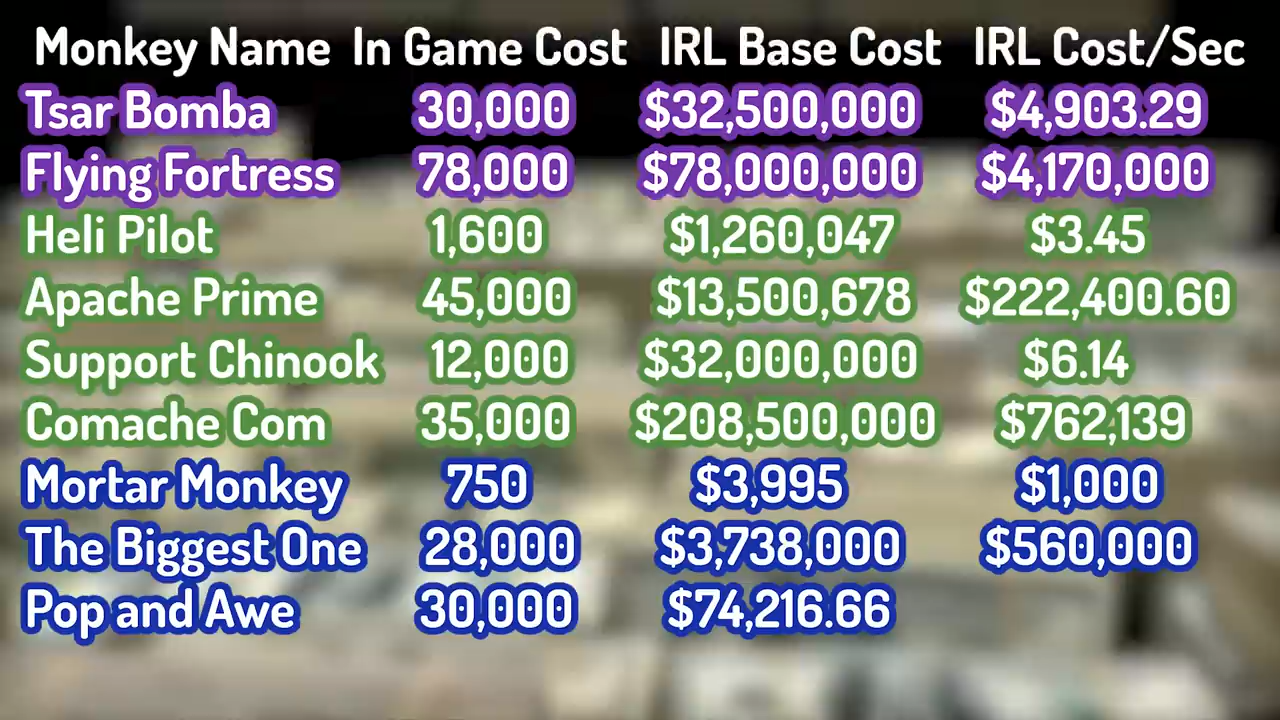 Monkey Name In Game Cost IRL Base Cost IRL Cost/Sec
Tsar Bomba 30,000 $32,500,000 $4,903.29
Flying Fortress 78,000 $78,000,000 $4,170,000
Heli Pilot 1,600 $1,260,047 $3.45
Apache Prime 45,000 $13,500,678 $222,400.60
Support Chinook 12,000 $32,000,000 $6.14
Comache Com 35,000 $208,500,000 $762,139
Mortar Monkey 750 $3,995 $1,000
The Biggest One 28,000 $3,738,000 $560,000
Pop and Awe 30,000 $74,216.66